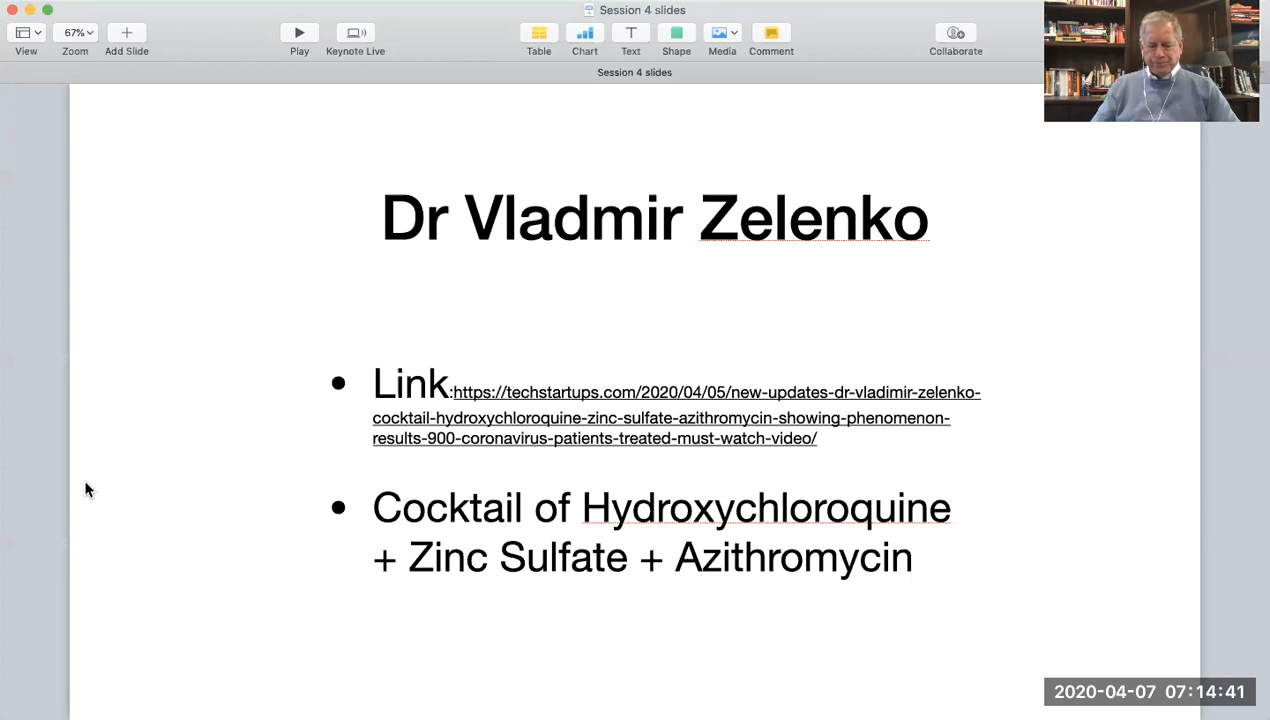 Session 4 slides
67%
View Zoom Add Slide Play Keynote Live Table Chart Text Shape Media Comment Collaborate
Session 4 slides
Dr Vladmir Zelenko
• Link:https://techstartups.com/2020/04/05/new-updates-dr-vladimir-zelenko-
cocktail-hydroxychloroquine-zinc-sulfate-azithromycin-showing-phenomenon-
results-900-coronavirus-patients-treated-must-watch-video/
• Cocktail of Hydroxychloroquine
+ Zinc Sulfate + Azithromycin
2020-04-07 07:14:41